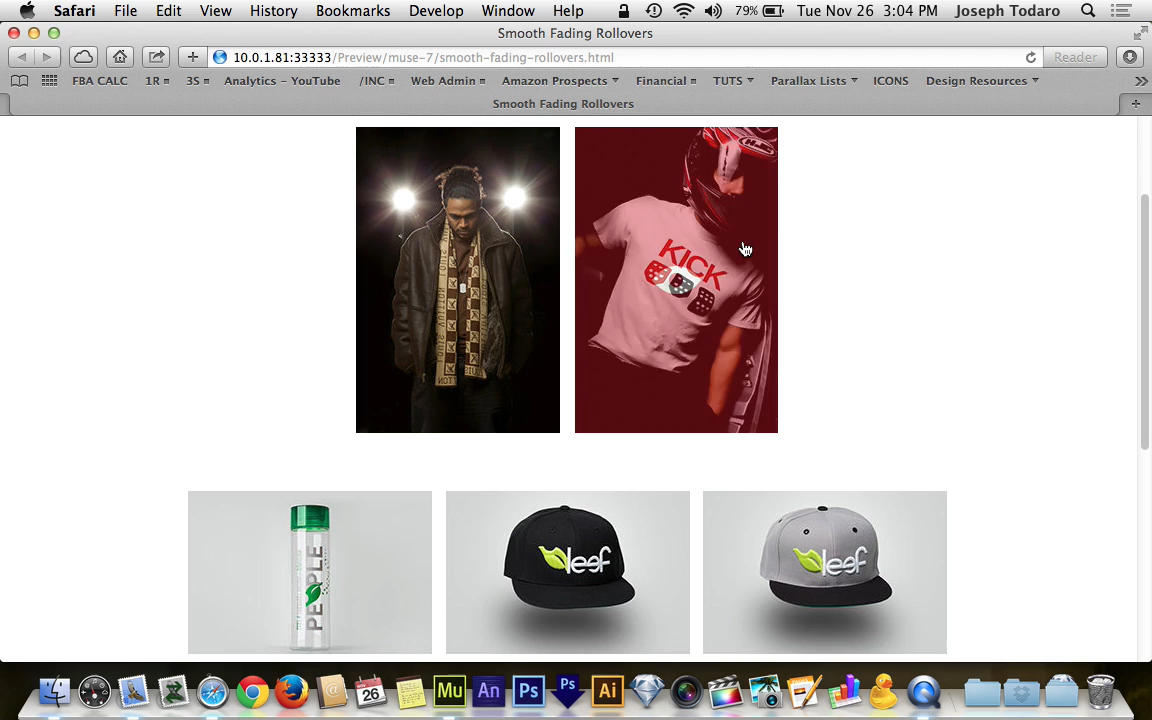 Safari File Edit View History Bookmarks Develop Window Help 79% Tue Nov 26 3:04 PM Joseph Todaro
Smooth Fading Rollovers
10.0.1.81:33333/Preview/muse-7/smooth-fading-rollovers.html Reader
FBA CALC 1R 3S Analytics - YouTube /INC Web Admin Amazon Prospects Financial TUTS Parallax Lists ICONS Design Resources
Smooth Fading Rollovers
KICK
PEOPLE
leef
leef
26
Mu An Ps Ps Ai